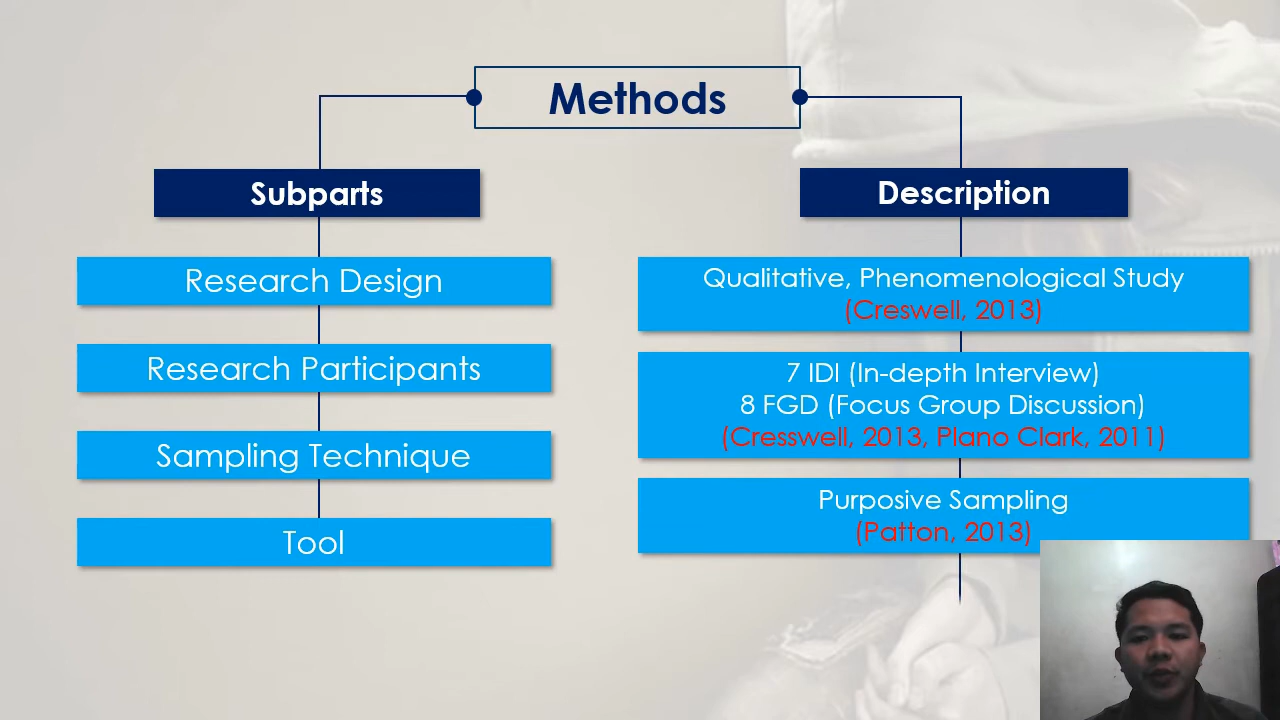 Methods
Subparts
Description
Research Design
Qualitative, Phenomenological Study
(Creswell, 2013)
Research Participants
7 IDI (In-depth Interview)
8 FGD (Focus Group Discussion)
(Cresswell, 2013, Plano Clark, 2011)
Sampling Technique
Purposive Sampling
(Patton, 2013)
Tool